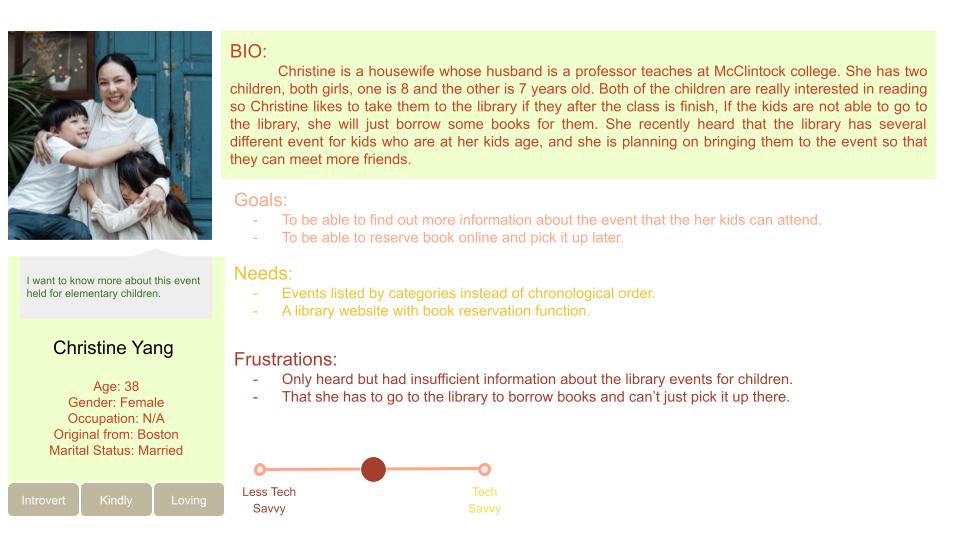 BIO:
Christine is a housewife whose husband is a professor teaches at McClintock college. She has two
children, both girls, one is 8 and the other is 7 years old. Both of the children are really interested in reading
so Christine likes to take them to the library if they after the class is finish, If the kids are not able to go to
the library, she will just borrow some books for them. She recently heard that the library has several
different event for kids who are at her kids age, and she is planning on bringing them to the event so that
they can meet more friends.
Goals:
- To be able to find out more information about the event that the her kids can attend.
- To be able to reserve book online and pick it up later.
Needs:
- Events listed by categories instead of chronological order.
- A library website with book reservation function.
Frustrations:
- Only heard but had insufficient information about the library events for children.
- That she has to go to the library to borrow books and can't just pick it up there.
I want to know more about this event
held for elementary children.
Christine Yang
Age: 38
Gender: Female
Occupation: N/A
Original from: Boston
Marital Status: Married
Introvert
Kindly
Loving
Less Tech
Savvy
Tech
Savvy